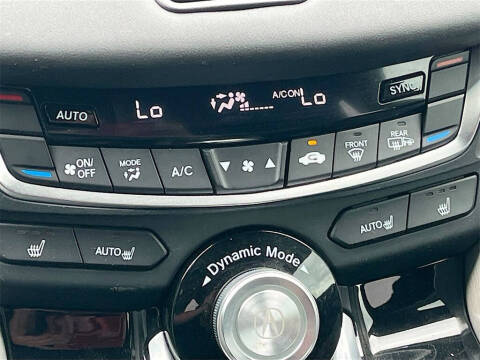 AUTO
Lo
A/CON
Lo
SYNC
ON/
OFF
MODE
A/C
FRONT
REAR
AUTO
AUTO
Dynamic Mode